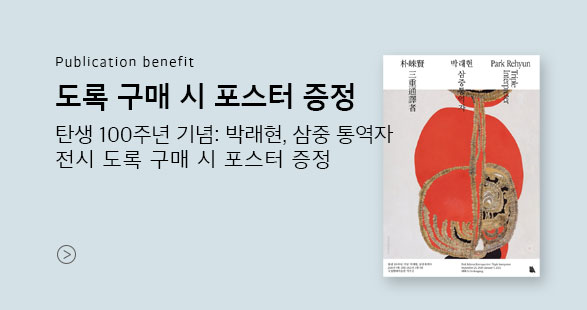 Publication benefit
도록 구매 시 포스터 증정
탄생 100주년 기념: 박래현, 삼중 통역자
전시 도록 구매 시 포스터 증정
朴崍賢
三重通譯者
박래현
삼중통역자
Park Rehyun
Triple
Interpreter